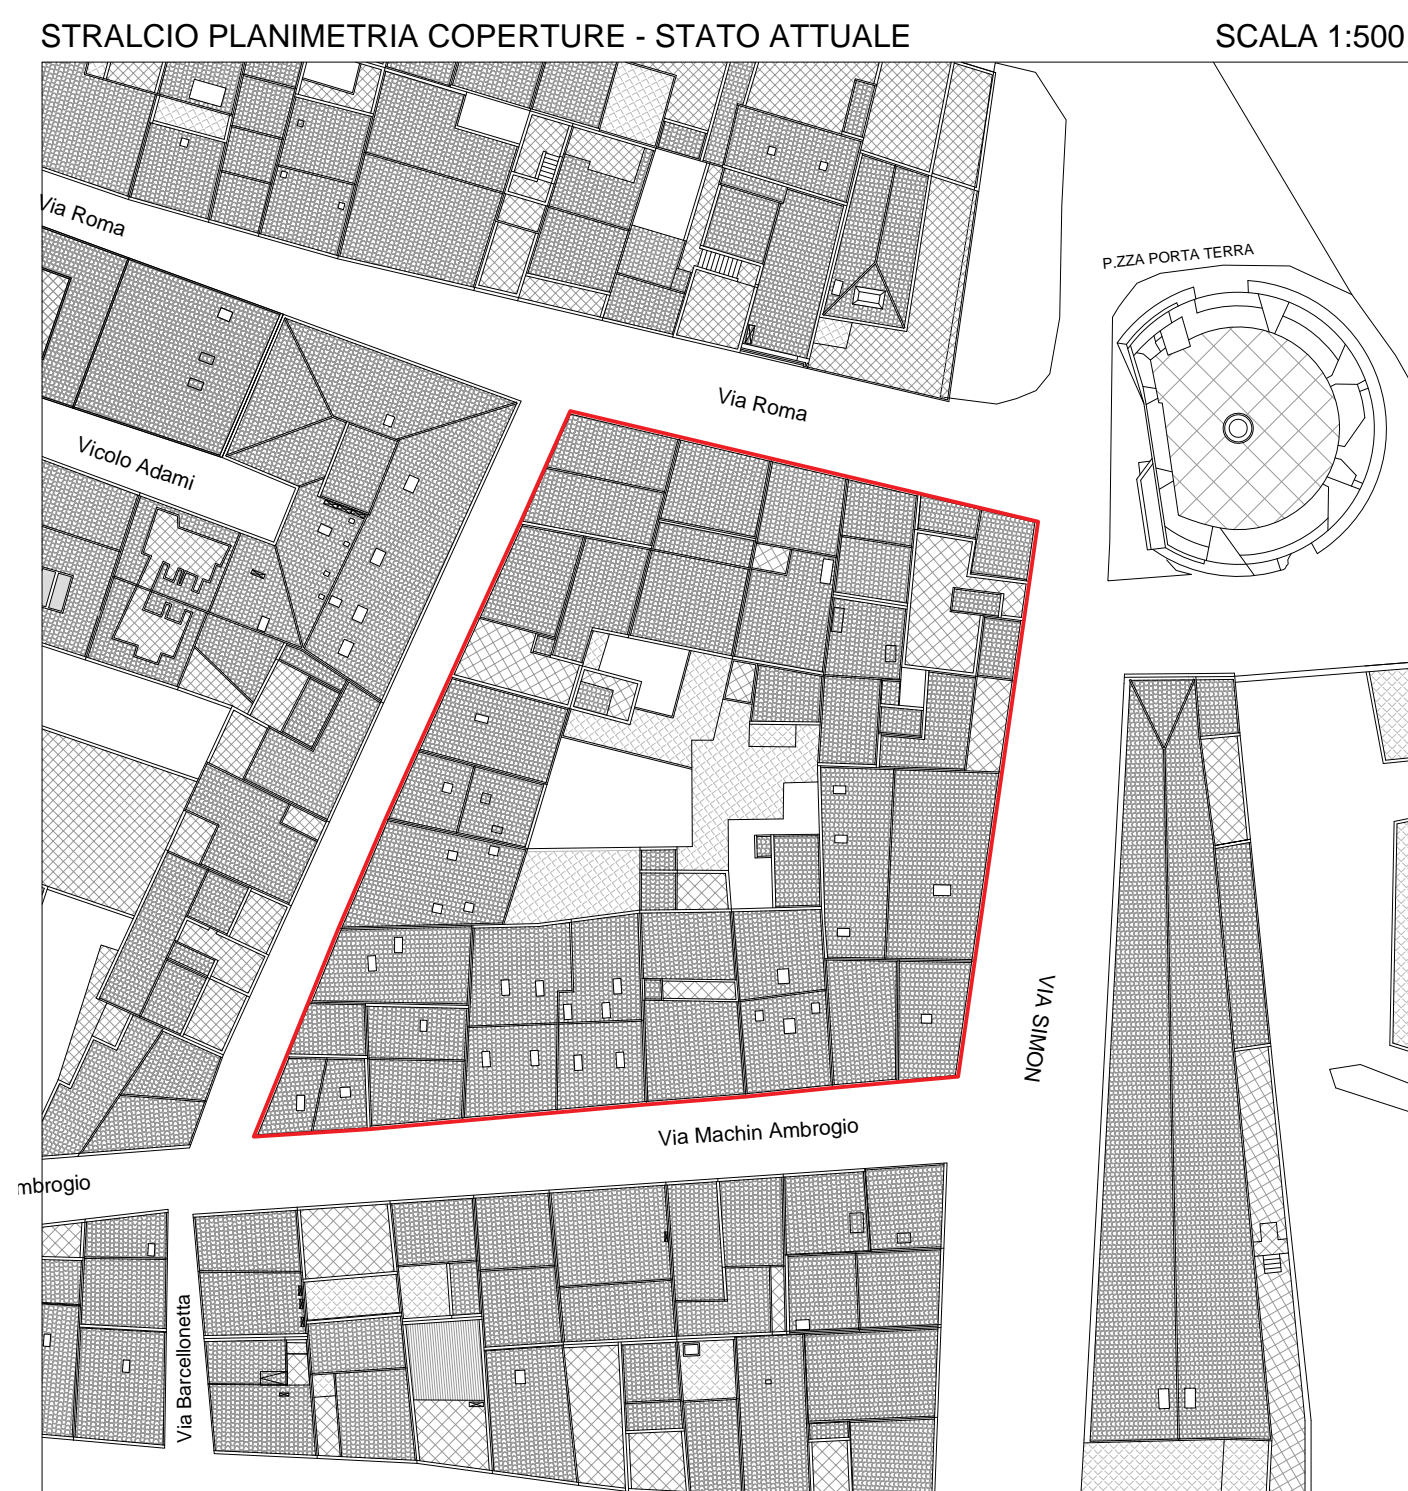 STRALCIO PLANIMETRIA COPERTURE - STATO ATTUALE
SCALA 1:500
Via Roma
P.ZZA PORTA TERRA
Via Roma
Vicolo Adami
VIA SIMON
Via Machin Ambrogio
mbrogio
Via Barcellonetta